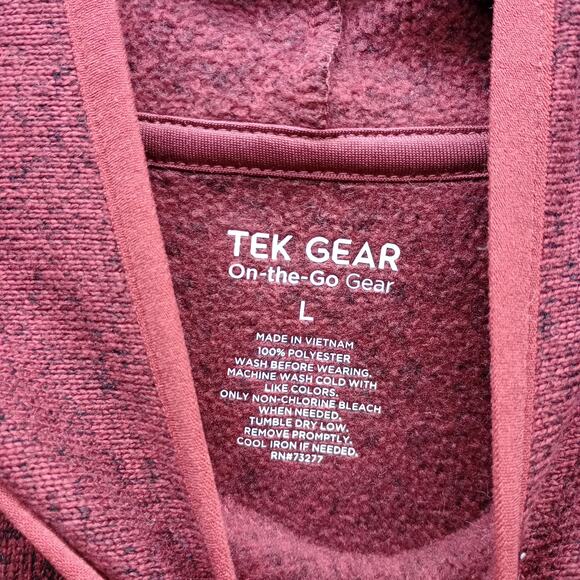 TEK GEAR
On-the-Go Gear
L
MADE IN VIETNAM
100% POLYESTER
WASH BEFORE WEARING.
MACHINE WASH COLD WITH
LIKE COLORS.
ONLY NON-CHLORINE BLEACH
WHEN NEEDED.
TUMBLE DRY LOW.
REMOVE PROMPTLY.
COOL IRON IF NEEDED.
RN#73277